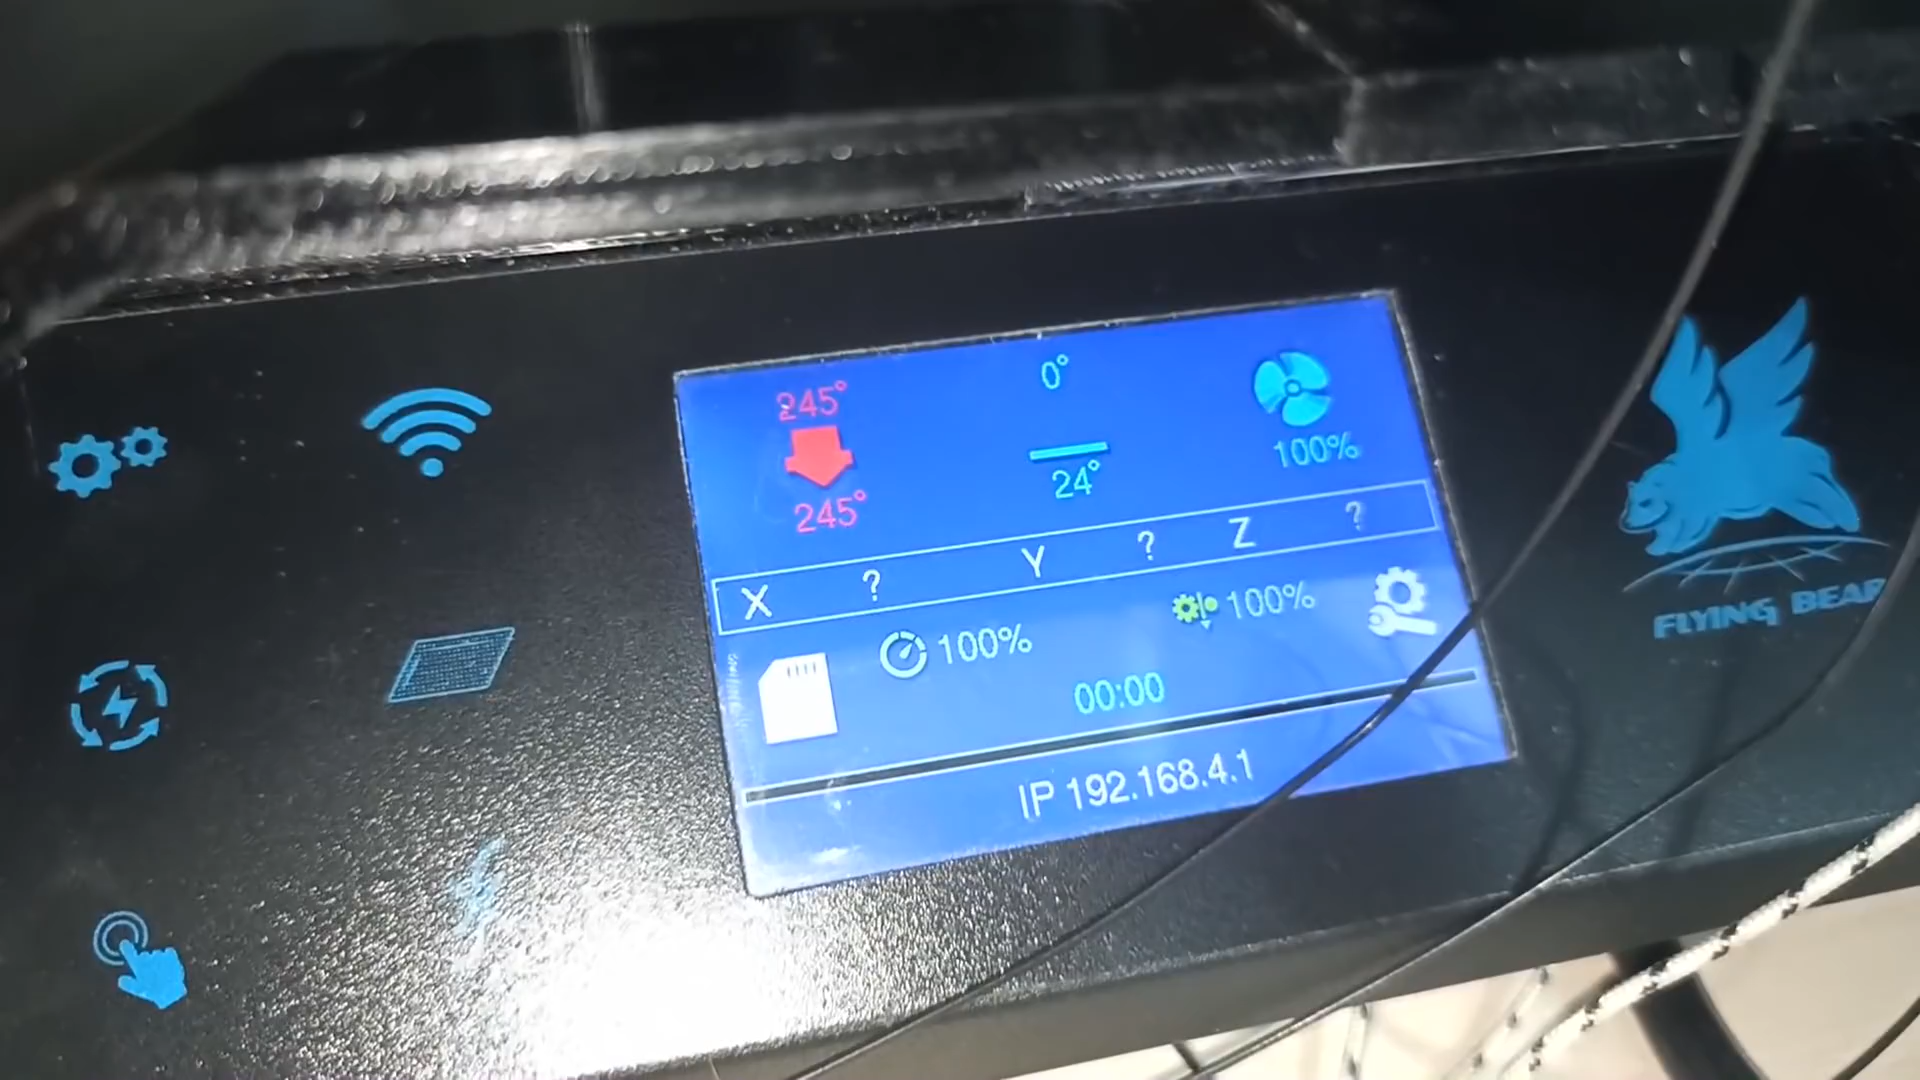 245° 0°
100%
245° 24°
X ? Y ? Z ?
100% 100%
00:00
IP 192.168.4.1
FLYING BEAR